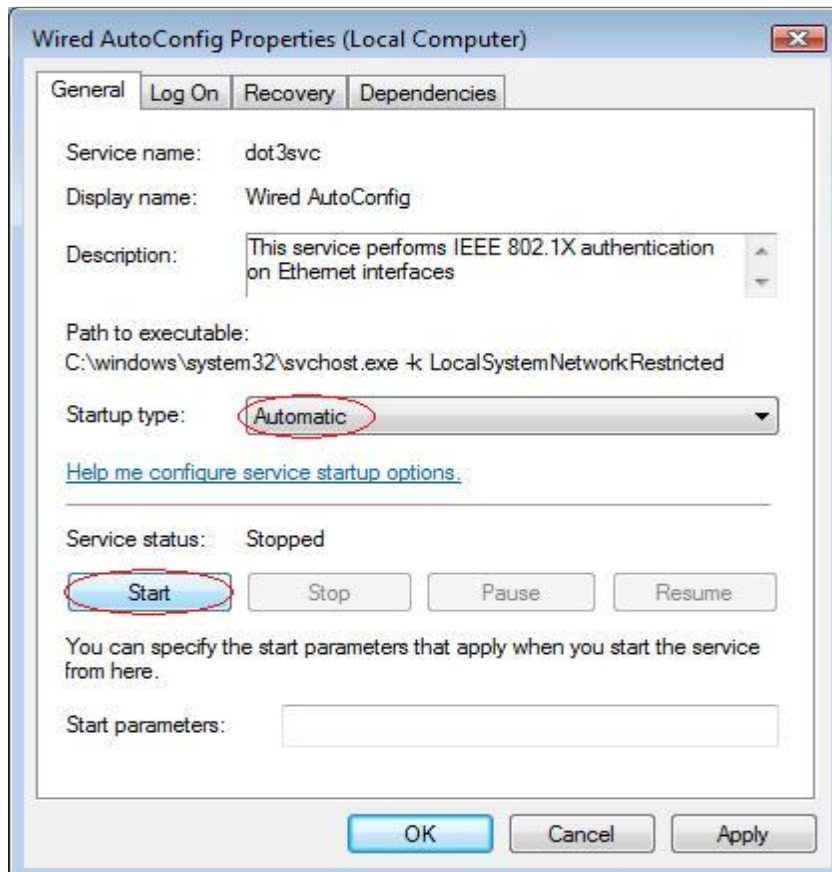 Wired AutoConfig Properties (Local Computer)
General Log On Recovery Dependencies
Service name: dot3svc
Display name: Wired AutoConfig
Description: This service performs IEEE 802.1X authentication
on Ethernet interfaces
Path to executable:
C:\windows\system32\svchost.exe -k LocalSystemNetworkRestricted
Startup type: Automatic
Help me configure service startup options.
Service status: Stopped
Start Stop Pause Resume
You can specify the start parameters that apply when you start the service
from here.
Start parameters:
OK Cancel Apply